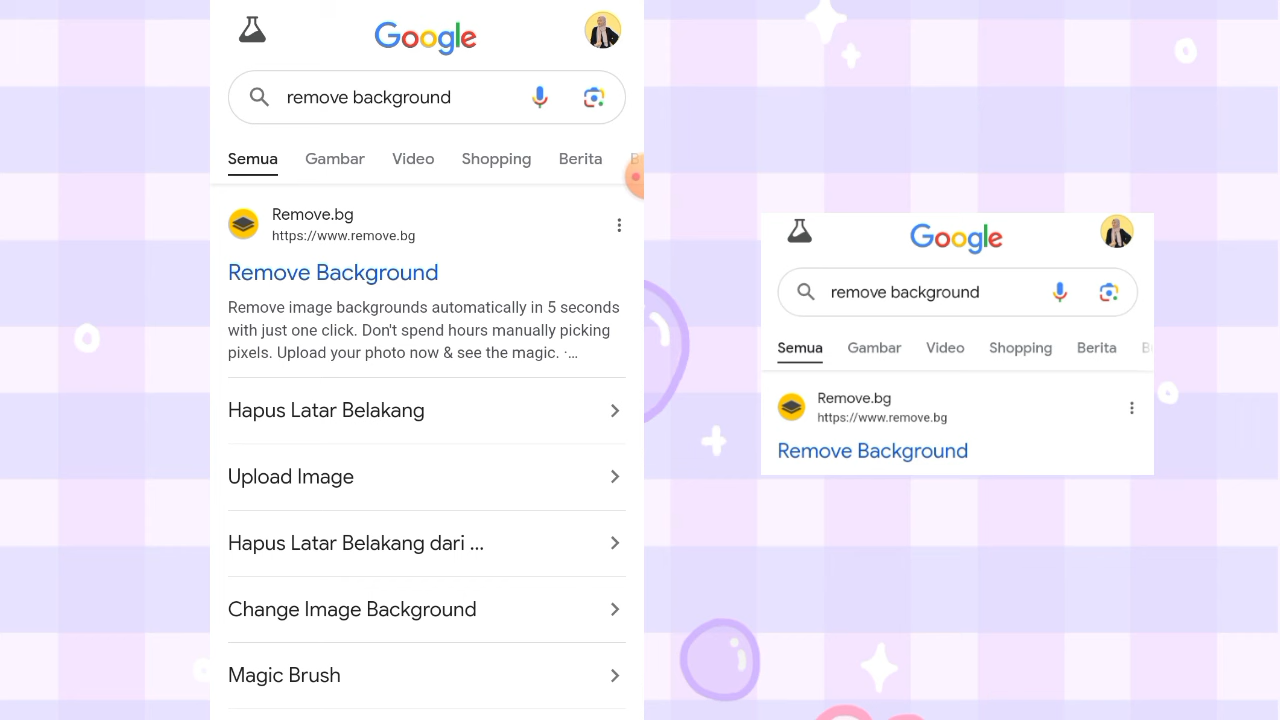 Google
remove background
Semua Gambar Video Shopping Berita
Remove.bg
https://www.remove.bg
Remove Background
Remove image backgrounds automatically in 5 seconds
with just one click. Don't spend hours manually picking
pixels. Upload your photo now & see the magic. ·...
Hapus Latar Belakang
Upload Image
Hapus Latar Belakang dari ...
Change Image Background
Magic Brush
Google
remove background
Semua Gambar Video Shopping Berita
Remove.bg
https://www.remove.bg
Remove Background